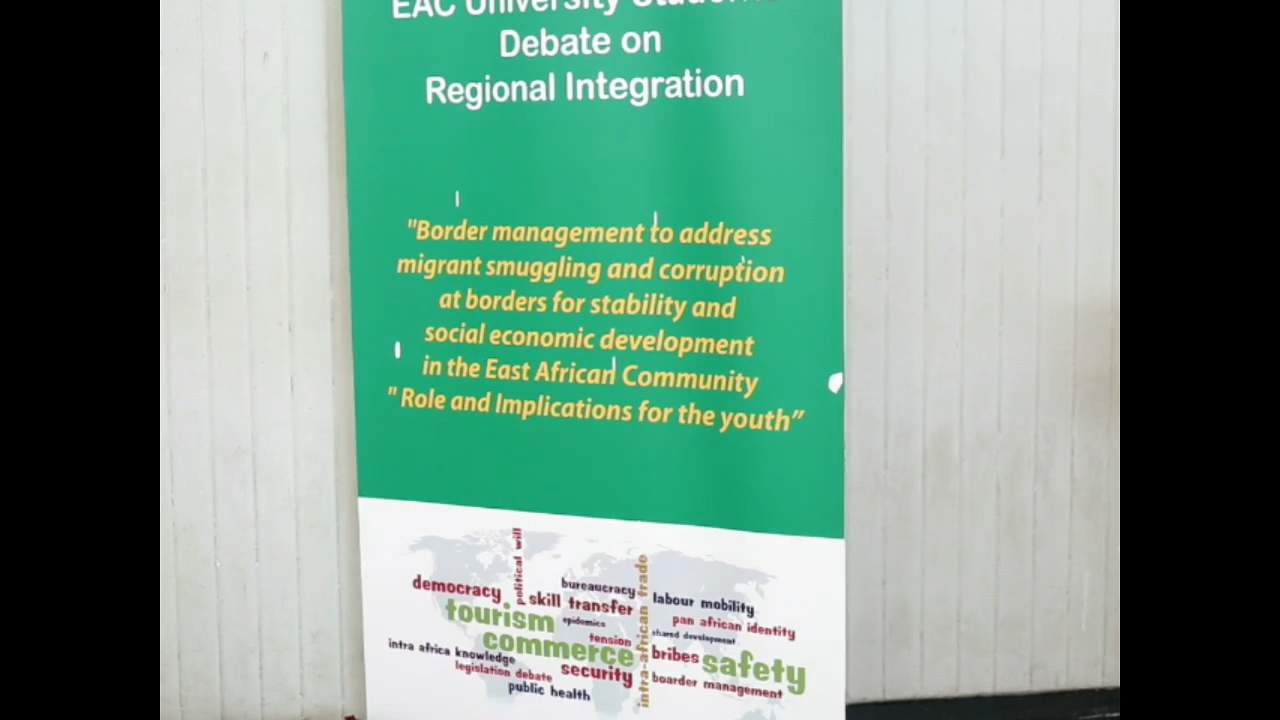 EAC University Students
Debate on
Regional Integration
"Border management to address
migrant smuggling and corruption
at borders for stability and
social economic development
in the East African Community
" Role and Implications for the youth”
political will
democracy
bureaucracy
intra-african trade
labour mobility
skill transfer
tourism
epidemics
pan african identity
shared development
tension
commerce
bribes
safety
intra africa knowledge
legislation debate
security
boarder management
public health